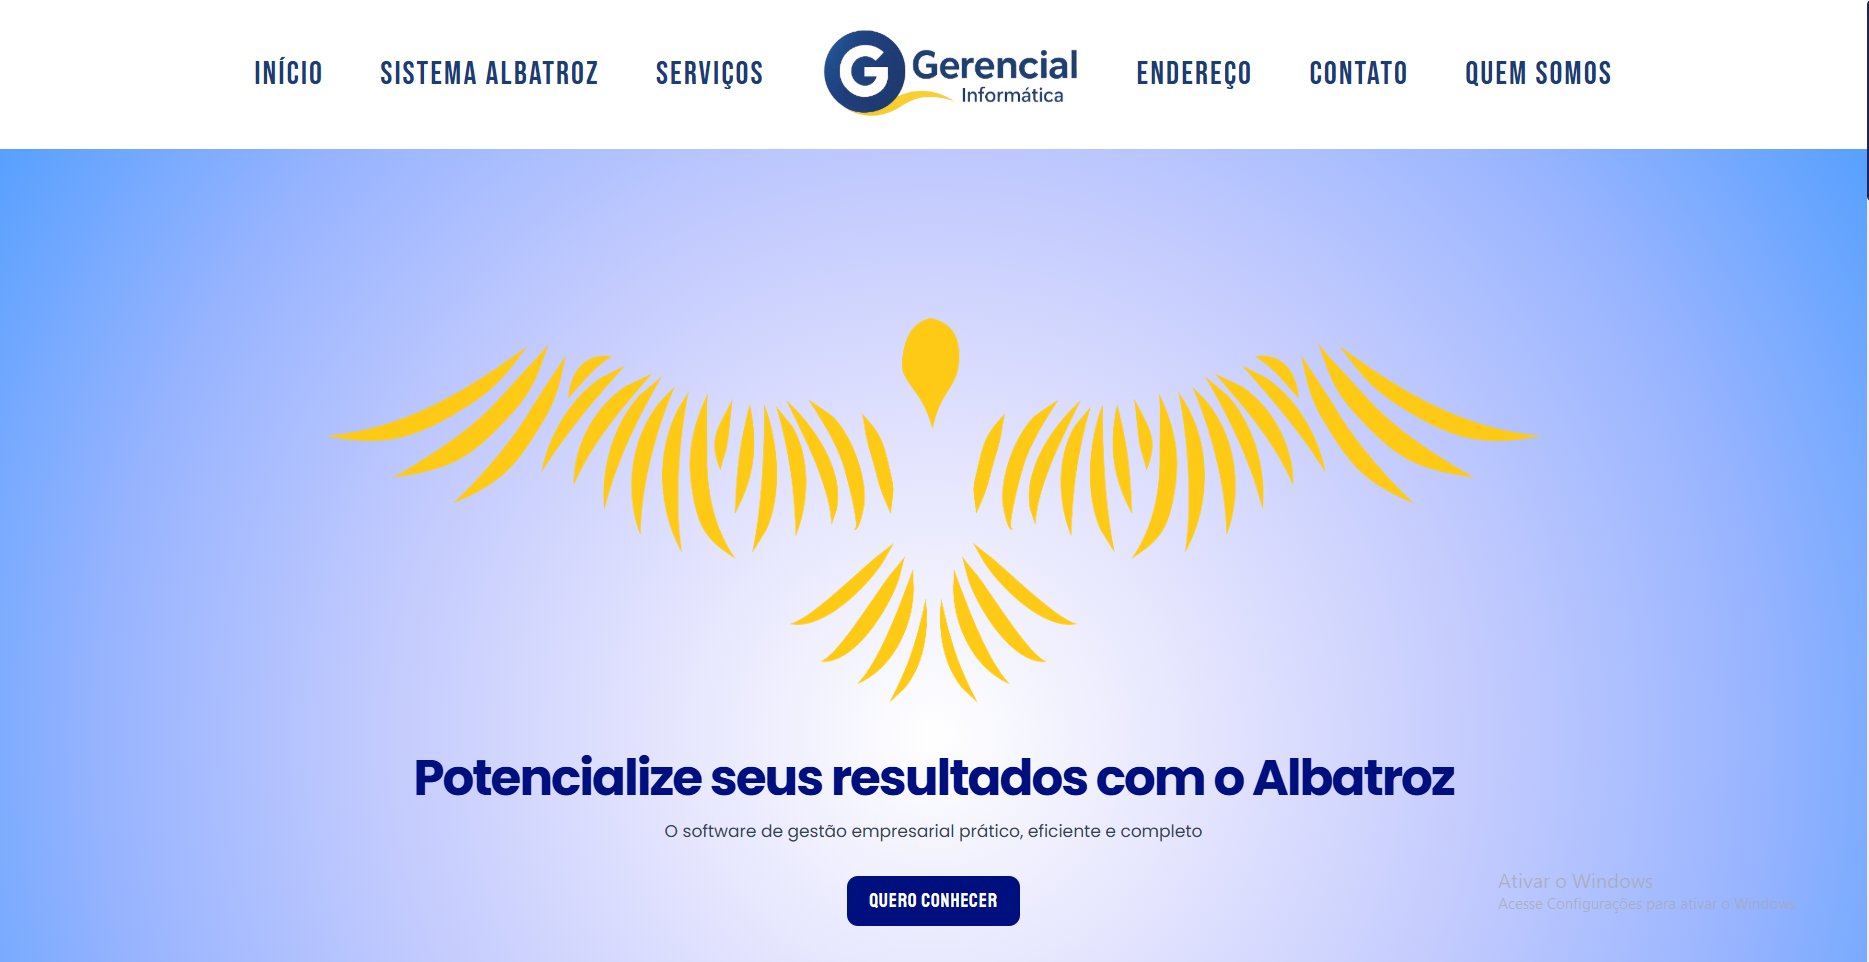 INÍCIO
SISTEMA ALBATROZ
SERVIÇOS
G Gerencial
Informática
ENDEREÇO
CONTATO
QUEM SOMOS
Potencialize seus resultados com o Albatroz
O software de gestão empresarial prático, eficiente e completo
QUERO CONHECER
Ativar o Windows
Acesse Configurações para ativar o Windows.